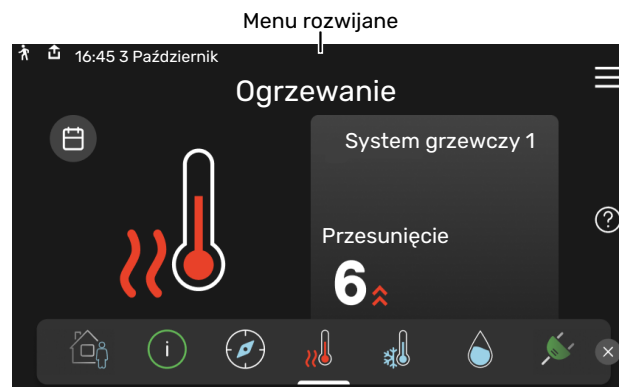 Menu rozwijane
16:45 3 Październik
Ogrzewanie
System grzewczy 1
Przesunięcie
6